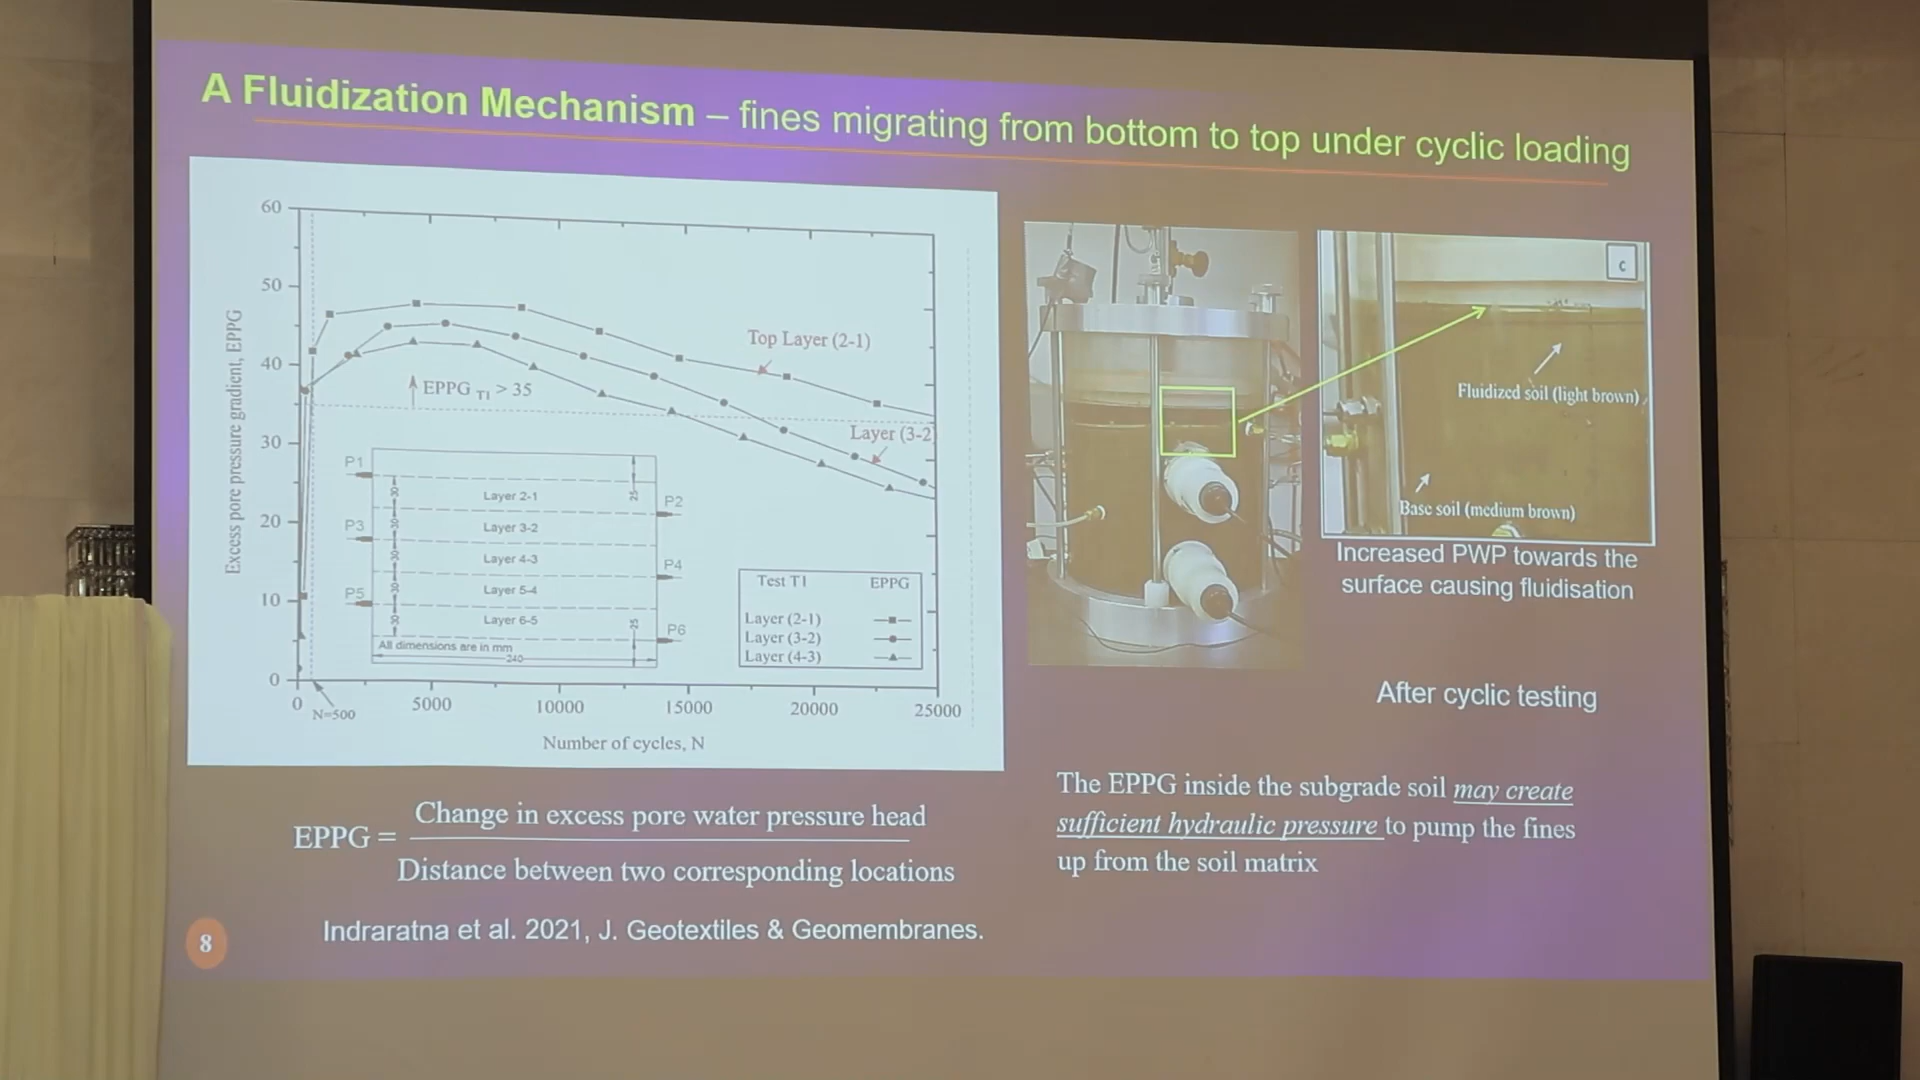 A Fluidization Mechanism – fines migrating from bottom to top under cyclic loading
60
50
40
30
20
10
0
Excess pore pressure gradient, EPPG
Top Layer (2-1)
EPPG T1 > 35
Layer (3-2)
P1
P3
P5
P2
P4
P6
Layer 2-1
Layer 3-2
Layer 4-3
Layer 5-4
Layer 6-5
25
25
All dimensions are in mm
240
Test T1 EPPG
Layer (2-1)
Layer (3-2)
Layer (4-3)
0 5000 10000 15000 20000 25000
N=500
Number of cycles, N
c
Fluidized soil (light brown)
Base soil (medium brown)
Increased PWP towards the
surface causing fluidisation
After cyclic testing
EPPG = Change in excess pore water pressure head
Distance between two corresponding locations
The EPPG inside the subgrade soil may create
sufficient hydraulic pressure to pump the fines
up from the soil matrix
8
Indraratna et al. 2021, J. Geotextiles & Geomembranes.